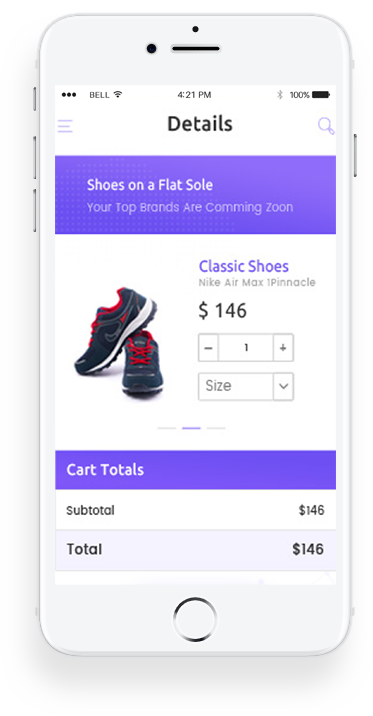 BELL 4:21 PM 100%
Details
Shoes on a Flat Sole
Your Top Brands Are Comming Zoon
Classic Shoes
Nike Air Max 1Pinnacle
$ 146
− 1 +
Size
Cart Totals
Subtotal $146
Total $146